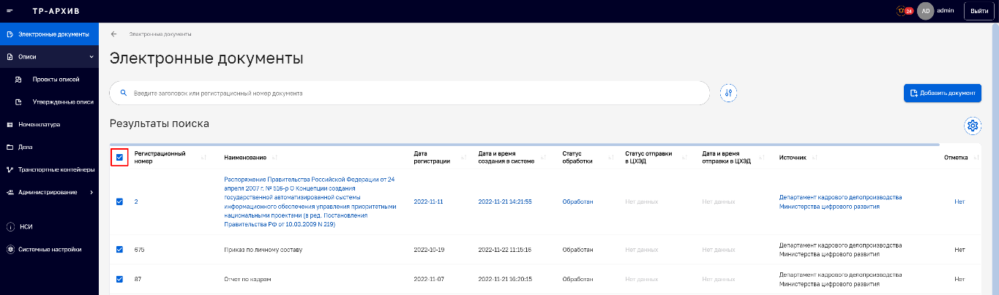 ТР-АРХИВ
24
AD
admin
Выйти
Электронные документы
Описи
Проекты описей
Утвержденные описи
Номенклатура
Дела
Транспортные контейнеры
Администрирование
НСИ
Системные настройки
Электронные документы
Электронные документы
Введите заголовок или регистрационный номер документа
Добавить документ
Результаты поиска
Регистрационный
номер
Наименование
Дата
регистрации
Дата и время
создания в системе
Статус
обработки
Статус отправки
в ЦХЭД
Дата и время
отправки в ЦХЭД
Источник
Отметка
2
Распоряжение Правительства Российской Федерации от 24
апреля 2007 г. № 516-р О Концепции создания
государственной автоматизированной системы
информационного обеспечения управления приоритетными
национальными проектами (в ред. Постановления
Правительства РФ от 10.03.2009 N 219)
2022-11-11
2022-11-21 14:21:55
Обработан
Нет данных
Нет данных
Департамент кадрового делопроизводства
Министерства цифрового развития
Нет
675
Приказ по личному составу
2022-10-19
2022-11-22 11:15:16
Обработан
Нет данных
Нет данных
Департамент кадрового делопроизводства
Министерства цифрового развития
Нет
87
Отчет по кадрам
2022-11-07
2022-11-21 16:20:15
Обработан
Нет данных
Нет данных
Департамент кадрового делопроизводства
Министерства цифрового развития
Нет